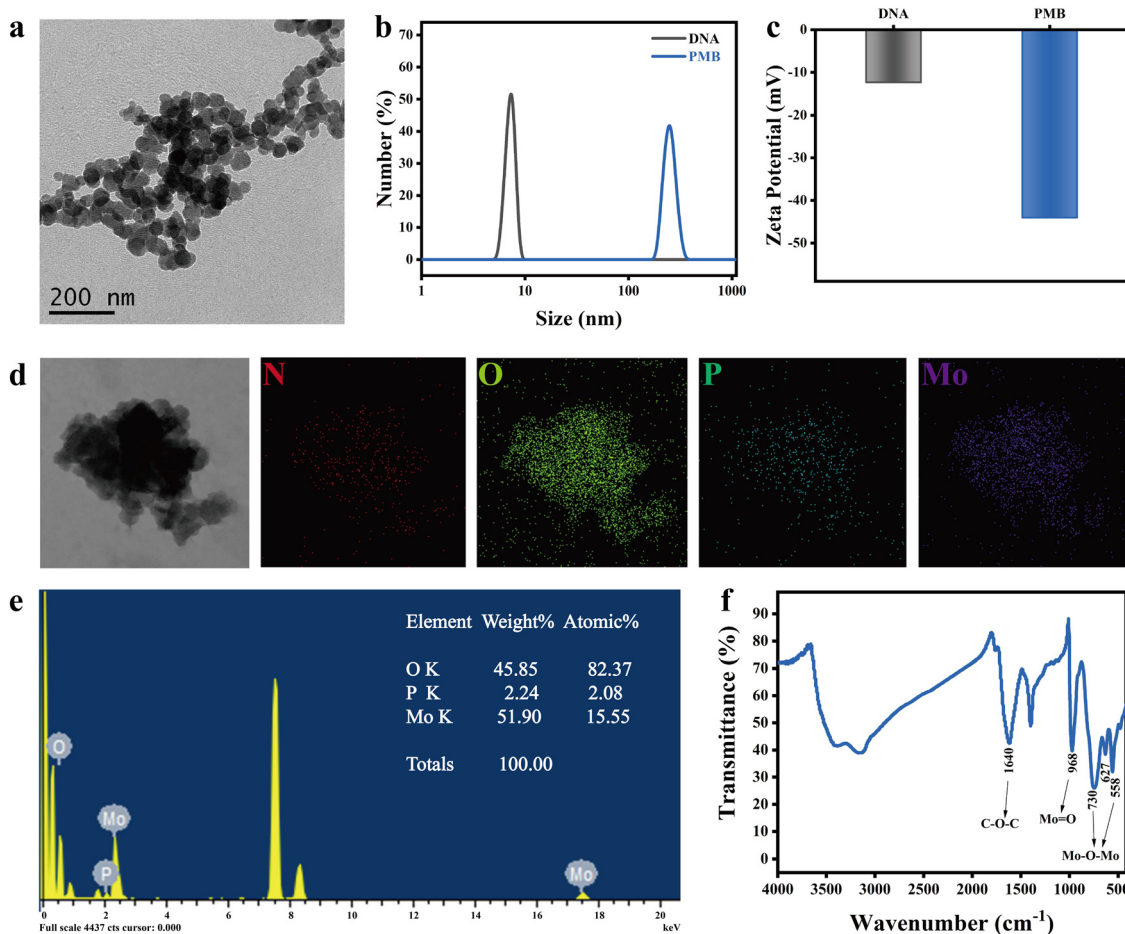 a
200 nm
b
Number (%)
70
60
50
40
30
20
10
0
DNA
PMB
1
10
100
1000
Size (nm)
c
DNA
PMB
Zeta Potential (mV)
0
-10
-20
-30
-40
-50
d
N
O
P
Mo
e
Element Weight% Atomic%
O K 45.85 82.37
P K 2.24 2.08
Mo K 51.90 15.55
Totals 100.00
O
Mo
P
Mo
0 2 4 6 8 10 12 14 16 18 20
Full scale 4437 cts cursor: 0.000 keV
f
Transmittance (%)
90
80
70
60
50
40
30
20
10
0
1640
968
730
627
558
C-O-C
Mo=O
Mo-O-Mo
4000 3000 2000 1000
Wavenumber (cm⁻¹)